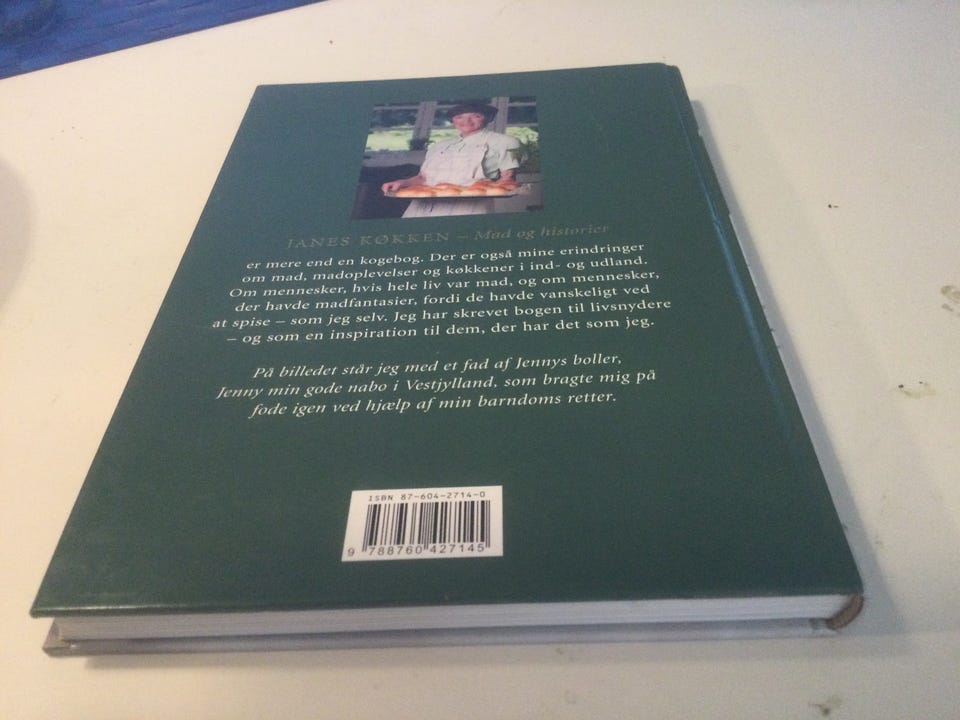 JANES KØKKEN – Mad og historier
er mere end en kogebog. Der er også mine erindringer
om mad, madoplevelser og køkkener i ind- og udland.
Om mennesker, hvis hele liv var mad, og om mennesker,
der havde madfantasier, fordi de havde vanskeligt ved
at spise – som jeg selv. Jeg har skrevet bogen til livsnydere
– og som en inspiration til dem, der har det som jeg.
På billedet står jeg med et fad af Jennys boller,
Jenny min gode nabo i Vestjylland, som bragte mig på
fode igen ved hjælp af min barndoms retter.
ISBN 87-604-2714-0
9 788760 427145